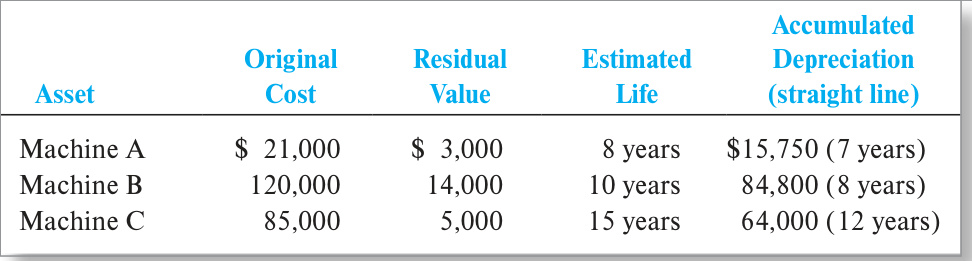 Accumulated
Original Residual Estimated Depreciation
Asset Cost Value Life (straight line)
Machine A $ 21,000 $ 3,000 8 years $15,750 (7 years)
Machine B 120,000 14,000 10 years 84,800 (8 years)
Machine C 85,000 5,000 15 years 64,000 (12 years)